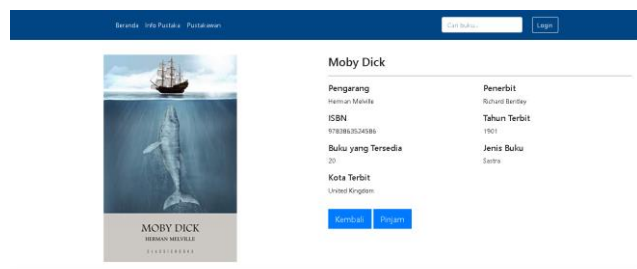 Beranda Info Pustaka Pustakawan
Cari buku...
Login
Moby Dick
Pengarang
Herman Melville
Penerbit
Richard Bentley
ISBN
9782863524586
Tahun Terbit
1901
Buku yang Tersedia
20
Jenis Buku
Sastra
Kota Terbit
United Kingdom
Kembali
Pinjam
MOBY DICK
HERMAN MELVILLE